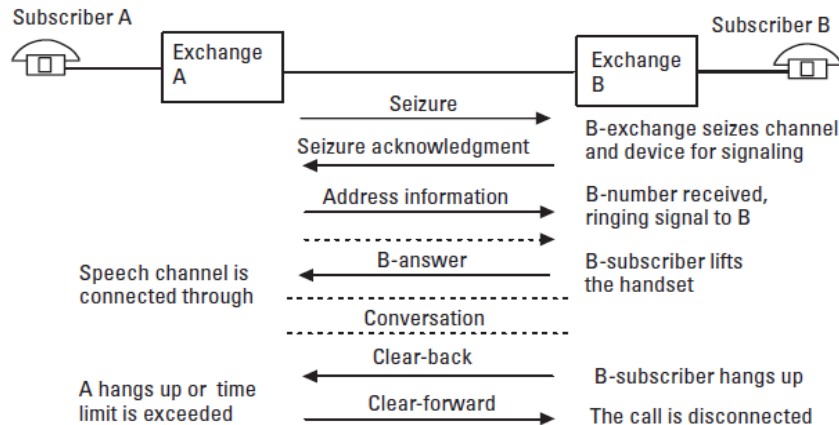 Subscriber A
Subscriber B
Exchange
A
Exchange
B
Seizure
B-exchange seizes channel
and device for signaling
Seizure acknowledgment
Address information
B-number received,
ringing signal to B
B-answer
Speech channel is
connected through
B-subscriber lifts
the handset
Conversation
Clear-back
B-subscriber hangs up
A hangs up or time
limit is exceeded
Clear-forward
The call is disconnected